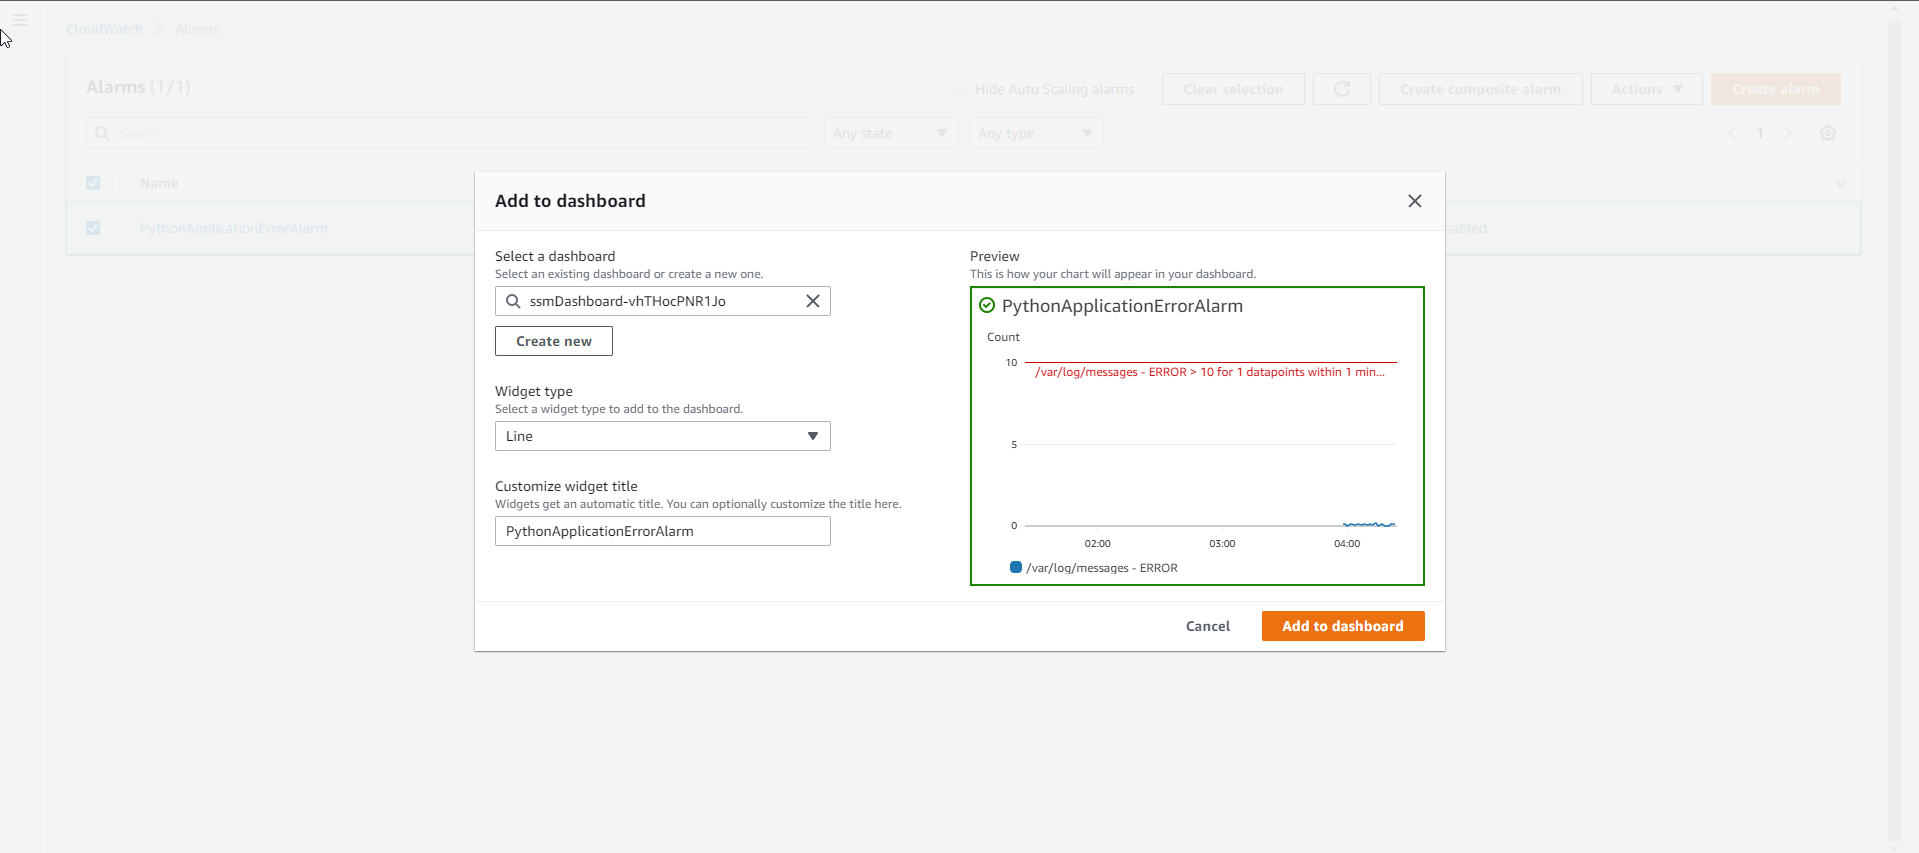 CloudWatch > Alarms
Alarms (1/1)
Hide Auto Scaling alarms
Clear selection
Create composite alarm
Actions
Create alarm
Search
Any state
Any type
1
Name
PythonApplicationErrorAlarm
Add to dashboard
Select a dashboard
Select an existing dashboard or create a new one.
ssmDashboard-vhTHocPNR1Jo
Create new
Widget type
Select a widget type to add to the dashboard.
Line
Customize widget title
Widgets get an automatic title. You can optionally customize the title here.
PythonApplicationErrorAlarm
Preview
This is how your chart will appear in your dashboard.
PythonApplicationErrorAlarm
Count
10
/var/log/messages - ERROR > 10 for 1 datapoints within 1 min...
5
0
02:00 03:00 04:00
/var/log/messages - ERROR
Cancel
Add to dashboard